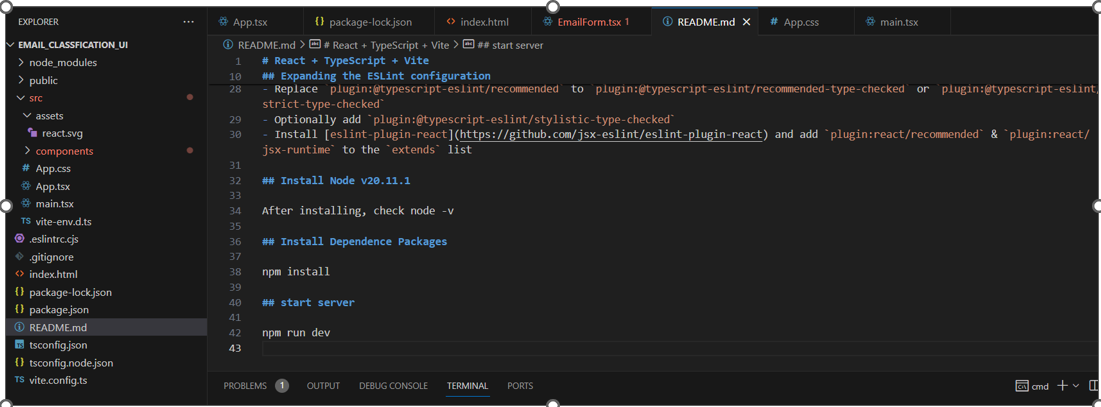 EXPLORER
EMAIL_CLASSFICATION_UI
node_modules
public
src
assets
react.svg
components
App.css
App.tsx
main.tsx
TS vite-env.d.ts
.eslintrc.cjs
.gitignore
index.html
package-lock.json
package.json
README.md
tsconfig.json
tsconfig.node.json
TS vite.config.ts
App.tsx
package-lock.json
index.html
EmailForm.tsx 1
README.md
App.css
main.tsx
README.md > # React + TypeScript + Vite > ## start server
1 # React + TypeScript + Vite
10 ## Expanding the ESLint configuration
28 - Replace `plugin:@typescript-eslint/recommended` to `plugin:@typescript-eslint/recommended-type-checked` or `plugin:@typescript-eslint/
strict-type-checked`
29 - Optionally add `plugin:@typescript-eslint/stylistic-type-checked`
30 - Install [eslint-plugin-react](https://github.com/jsx-eslint/eslint-plugin-react) and add `plugin:react/recommended` & `plugin:react/
jsx-runtime` to the `extends` list
31
32 ## Install Node v20.11.1
33
34 After installing, check node -v
35
36 ## Install Dependence Packages
37
38 npm install
39
40 ## start server
41
42 npm run dev
43
PROBLEMS 1
OUTPUT
DEBUG CONSOLE
TERMINAL
PORTS
cmd